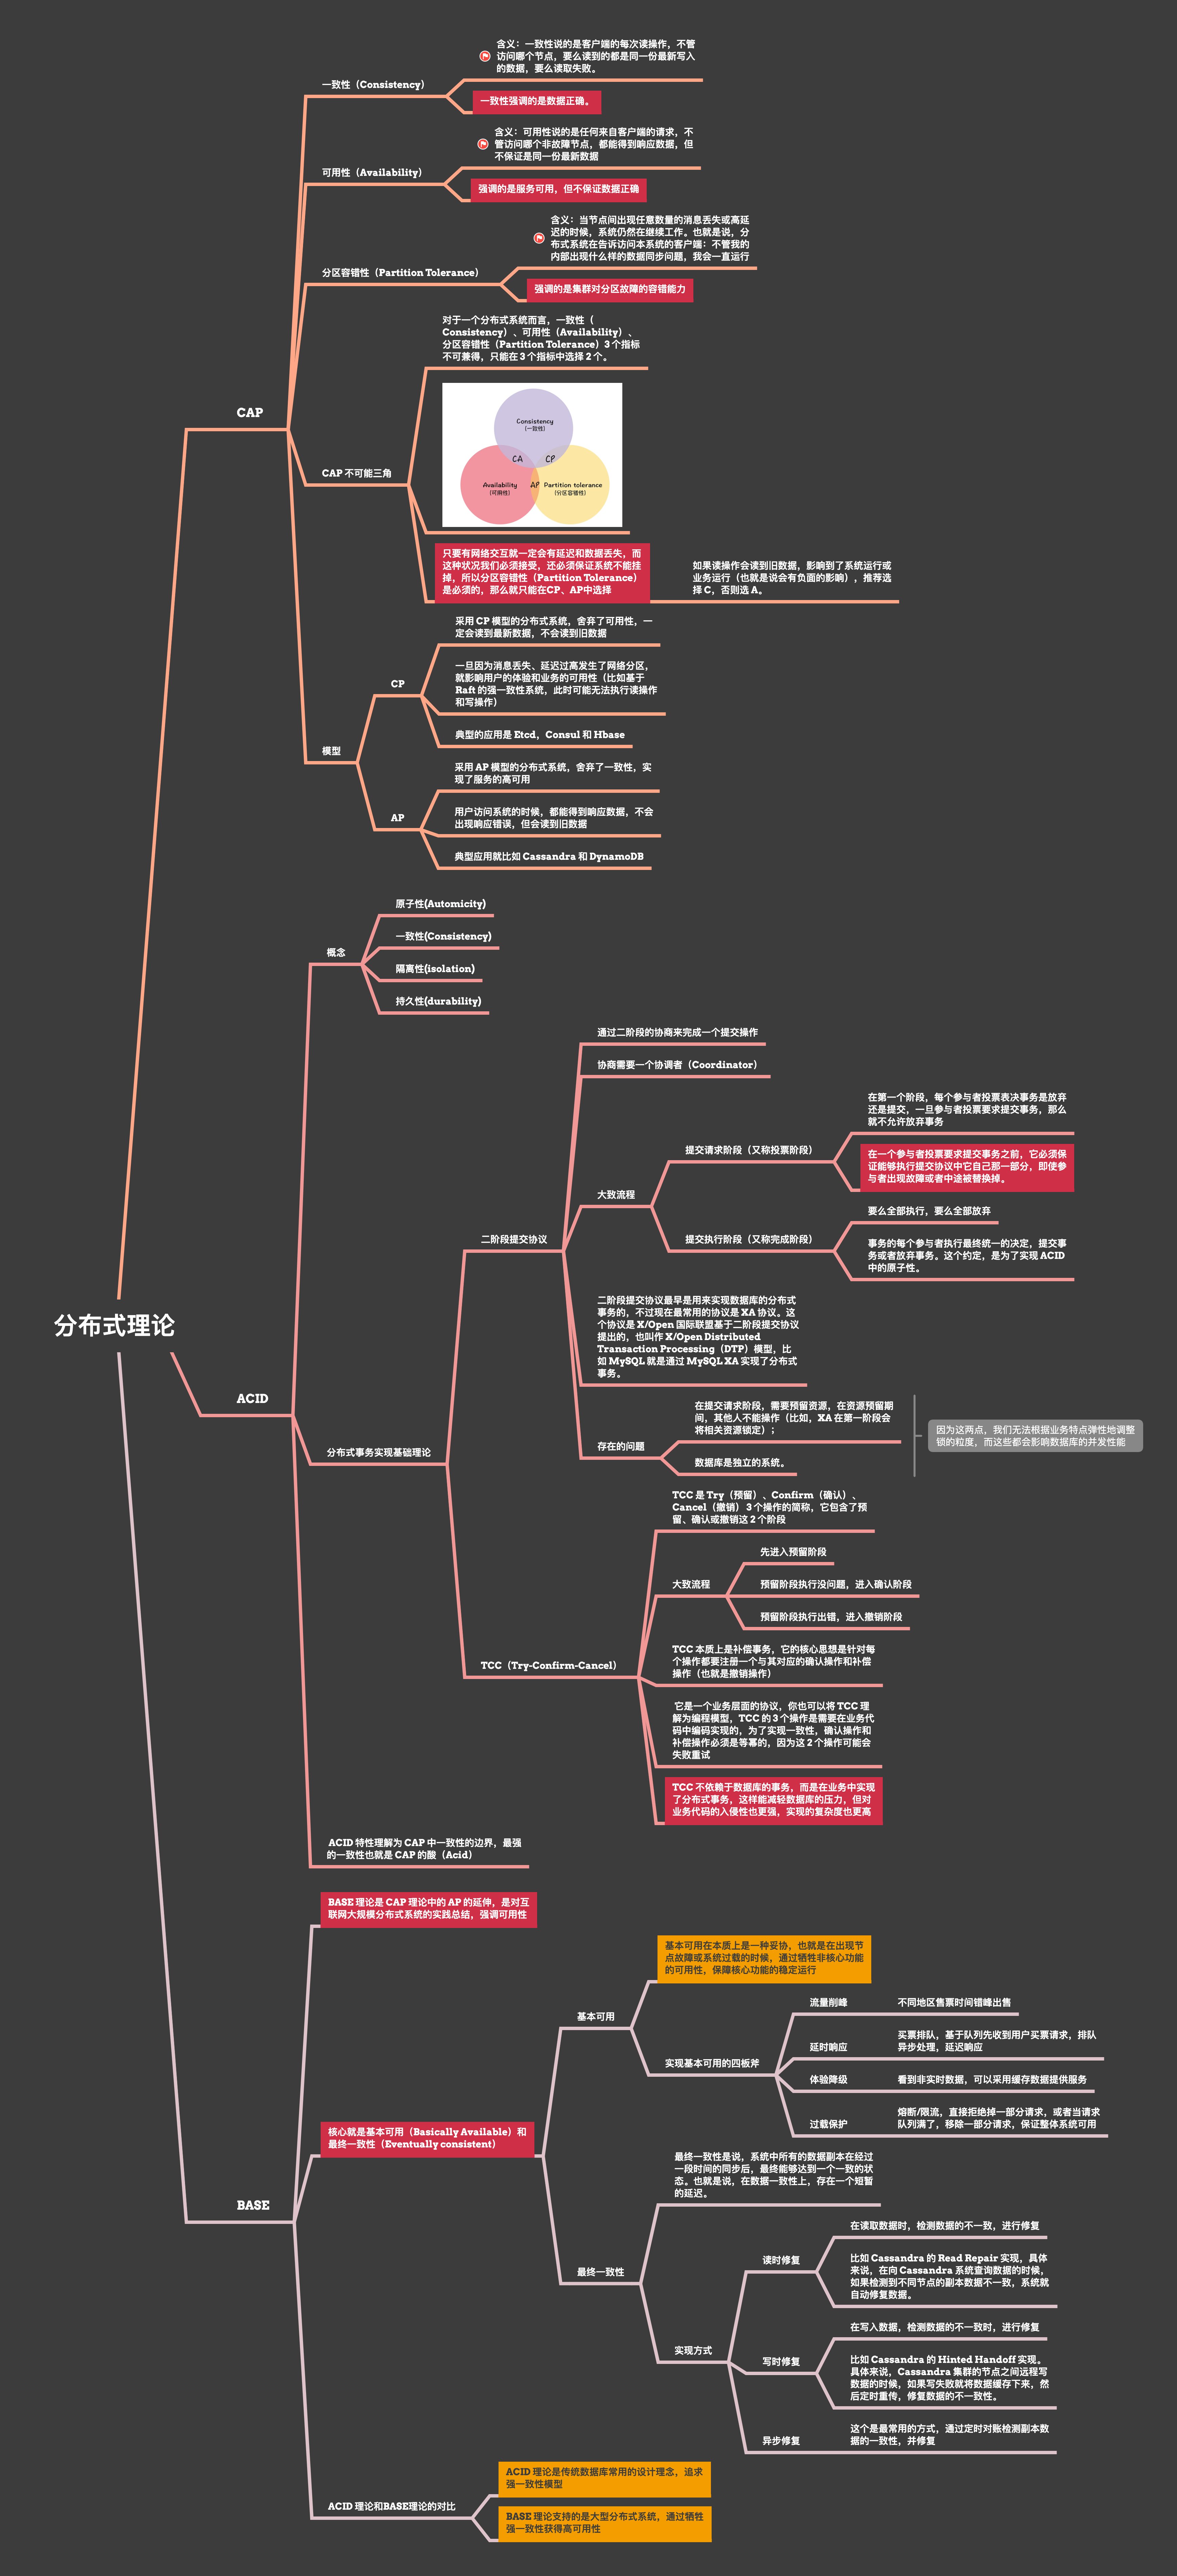 含义：一致性说的是客户端的每次读操作，不管
访问哪个节点，要么读到的都是同一份最新写入
的数据，要么读取失败。
一致性（Consistency）
一致性强调的是数据正确。
含义：可用性说的是任何来自客户端的请求，不
管访问哪个非故障节点，都能得到响应数据，但
不保证是同一份最新数据
可用性（Availability）
强调的是服务可用，但不保证数据正确
含义：当节点间出现任意数量的消息丢失或高延
迟的时候，系统仍然在继续工作。也就是说，分
布式系统在告诉访问本系统的客户端：不管我的
内部出现什么样的数据同步问题，我会一直运行
分区容错性（Partition Tolerance）
强调的是集群对分区故障的容错能力
对于一个分布式系统而言，一致性（
Consistency）、可用性（Availability）、
分区容错性（Partition Tolerance）3 个指标
不可兼得，只能在 3 个指标中选择 2 个。
CAP
Consistency
(一致性)
CA
CP
CAP 不可能三角
Availability
(可用性)
AP
Partition tolerance
(分区容错性)
只要有网络交互就一定会有延迟和数据丢失，而
这种状况我们必须接受，还必须保证系统不能挂
掉，所以分区容错性（Partition Tolerance）
是必须的，那么就只能在CP、AP中选择
如果读操作会读到旧数据，影响到了系统运行或
业务运行（也就是说会有负面的影响），推荐选
择 C，否则选 A。
采用 CP 模型的分布式系统，舍弃了可用性，一
定会读到最新数据，不会读到旧数据
CP
一旦因为消息丢失、延迟过高发生了网络分区，
就影响用户的体验和业务的可用性（比如基于
Raft 的强一致性系统，此时可能无法执行读操作
和写操作）
典型的应用是 Etcd，Consul 和 Hbase
模型
采用 AP 模型的分布式系统，舍弃了一致性，实
现了服务的高可用
AP
用户访问系统的时候，都能得到响应数据，不会
出现响应错误，但会读到旧数据
典型应用就比如 Cassandra 和 DynamoDB
原子性(Automicity)
一致性(Consistency)
概念
隔离性(isolation)
持久性(durability)
通过二阶段的协商来完成一个提交操作
协商需要一个协调者（Coordinator）
在第一个阶段，每个参与者投票表决事务是放弃
还是提交，一旦参与者投票要求提交事务，那么
就不允许放弃事务
提交请求阶段（又称投票阶段）
在一个参与者投票要求提交事务之前，它必须保
证能够执行提交协议中它自己那一部分，即使参
与者出现故障或者中途被替换掉。
大致流程
要么全部执行，要么全部放弃
提交执行阶段（又称完成阶段）
事务的每个参与者执行最终统一的决定，提交事
务或者放弃事务。这个约定，是为了实现 ACID
中的原子性。
二阶段提交协议
二阶段提交协议最早是用来实现数据库的分布式
事务的，不过现在最常用的协议是 XA 协议。这
个协议是 X/Open 国际联盟基于二阶段提交协议
提出的，也叫作 X/Open Distributed
Transaction Processing（DTP）模型，比
如 MySQL 就是通过 MySQL XA 实现了分布式
事务。
分布式理论
ACID
在提交请求阶段，需要预留资源，在资源预留期
间，其他人不能操作（比如，XA 在第一阶段会
将相关资源锁定）；
存在的问题
数据库是独立的系统。
因为这两点，我们无法根据业务特点弹性地调整
锁的粒度，而这些都会影响数据库的并发性能
分布式事务实现基础理论
TCC 是 Try（预留）、Confirm（确认）、
Cancel（撤销） 3 个操作的简称，它包含了预
留、确认或撤销这 2 个阶段
先进入预留阶段
大致流程
预留阶段执行没问题，进入确认阶段
预留阶段执行出错，进入撤销阶段
TCC（Try-Confirm-Cancel）
TCC 本质上是补偿事务，它的核心思想是针对每
个操作都要注册一个与其对应的确认操作和补偿
操作（也就是撤销操作）
它是一个业务层面的协议，你也可以将 TCC 理
解为编程模型，TCC 的 3 个操作是需要在业务代
码中编码实现的，为了实现一致性，确认操作和
补偿操作必须是等幂的，因为这 2 个操作可能会
失败重试
TCC 不依赖于数据库的事务，而是在业务中实现
了分布式事务，这样能减轻数据库的压力，但对
业务代码的入侵性也更强，实现的复杂度也更高
ACID 特性理解为 CAP 中一致性的边界，最强
的一致性也就是 CAP 的酸（Acid）
BASE 理论是 CAP 理论中的 AP 的延伸，是对互
联网大规模分布式系统的实践总结，强调可用性
基本可用在本质上是一种妥协，也就是在出现节
点故障或系统过载的时候，通过牺牲非核心功能
的可用性，保障核心功能的稳定运行
基本可用
流量削峰
不同地区售票时间错峰出售
实现基本可用的四板斧
延时响应
买票排队，基于队列先收到用户买票请求，排队
异步处理，延迟响应
体验降级
看到非实时数据，可以采用缓存数据提供服务
过载保护
熔断/限流，直接拒绝掉一部分请求，或者当请求
队列满了，移除一部分请求，保证整体系统可用
核心就是基本可用（Basically Available）和
最终一致性（Eventually consistent）
最终一致性是说，系统中所有的数据副本在经过
一段时间的同步后，最终能够达到一个一致的状
态。也就是说，在数据一致性上，存在一个短暂
的延迟。
BASE
最终一致性
在读取数据时，检测数据的不一致，进行修复
读时修复
比如 Cassandra 的 Read Repair 实现，具体
来说，在向 Cassandra 系统查询数据的时候，
如果检测到不同节点的副本数据不一致，系统就
自动修复数据。
实现方式
在写入数据，检测数据的不一致时，进行修复
写时修复
比如 Cassandra 的 Hinted Handoff 实现。
具体来说，Cassandra 集群的节点之间远程写
数据的时候，如果写失败就将数据缓存下来，然
后定时重传，修复数据的不一致性。
异步修复
这个是最常用的方式，通过定时对账检测副本数
据的一致性，并修复
ACID 理论和BASE理论的对比
ACID 理论是传统数据库常用的设计理念，追求
强一致性模型
BASE 理论支持的是大型分布式系统，通过牺牲
强一致性获得高可用性